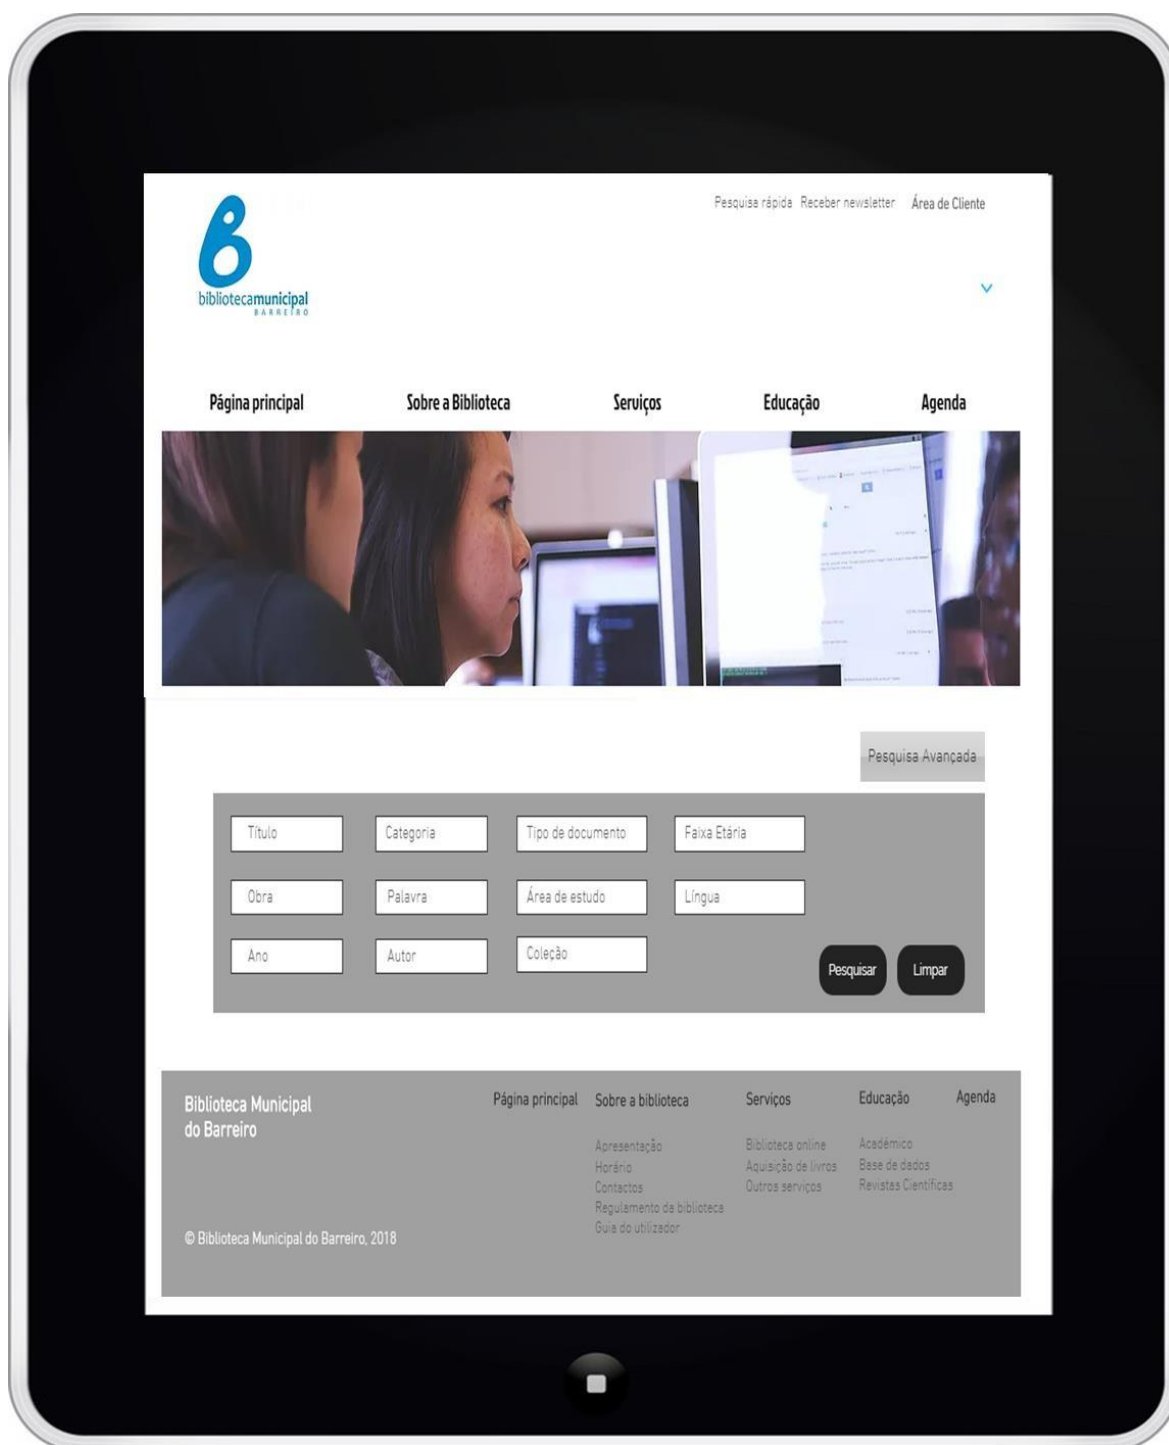 Pesquisa rápida Receber newsletter Área de Cliente
bibliotecamunicipal
BARREIRO
Página principal Sobre a Biblioteca Serviços Educação Agenda
Pesquisa Avançada
Título Categoria Tipo de documento Faixa Etária
Obra Palavra Área de estudo Língua
Ano Autor Coleção
Pesquisar Limpar
Biblioteca Municipal
do Barreiro
© Biblioteca Municipal do Barreiro, 2018
Página principal
Sobre a biblioteca
Apresentação
Horário
Contactos
Regulamento da biblioteca
Guia do utilizador
Serviços
Biblioteca online
Aquisição de livros
Outros serviços
Educação
Académico
Base de dados
Revistas Científicas
Agenda